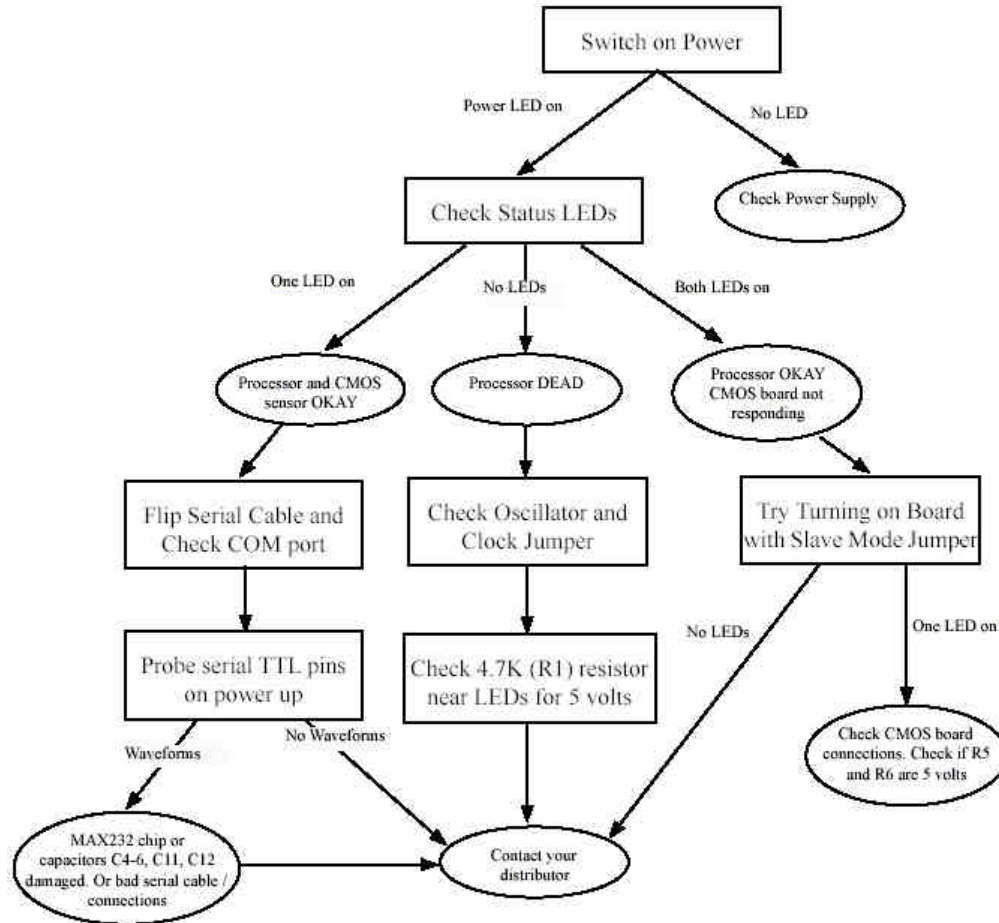 Switch on Power
Power LED on
No LED
Check Power Supply
Check Status LEDs
One LED on
No LEDs
Both LEDs on
Processor and CMOS
sensor OKAY
Processor DEAD
Processor OKAY
CMOS board not
responding
Flip Serial Cable and
Check COM port
Check Oscillator and
Clock Jumper
Try Turning on Board
with Slave Mode Jumper
Probe serial TTL pins
on power up
Check 4.7K (R1) resistor
near LEDs for 5 volts
No LEDs
One LED on
Waveforms
No Waveforms
Check CMOS board
connections. Check if R5
and R6 are 5 volts
MAX232 chip or
capacitors C4-6, C11, C12
damaged. Or bad serial cable /
connections
Contact your
distributor